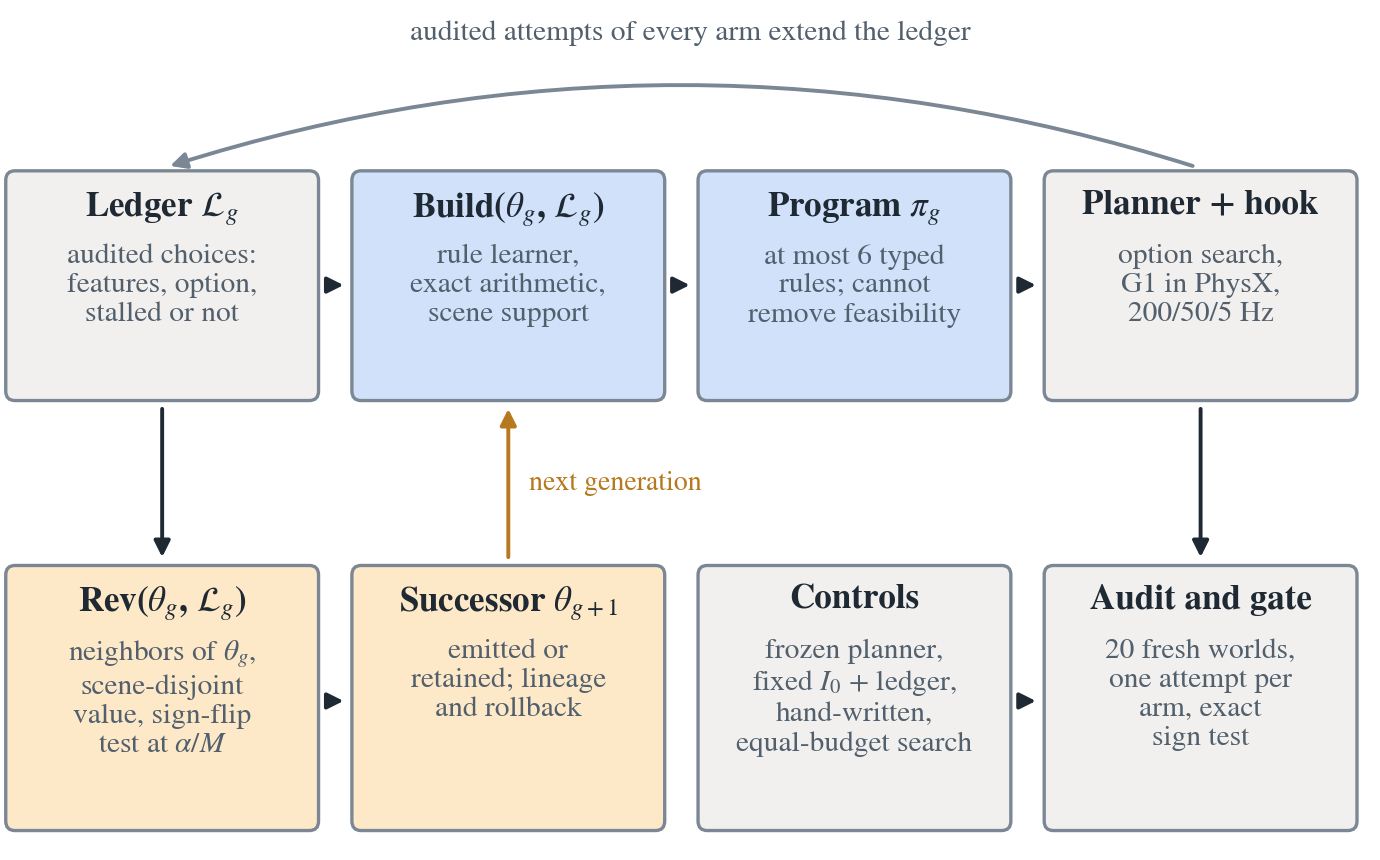 audited attempts of every arm extend the ledger
Ledger ℒ_g
audited choices:
features, option,
stalled or not
Build(θ_g, ℒ_g)
rule learner,
exact arithmetic,
scene support
Program π_g
at most 6 typed
rules; cannot
remove feasibility
Planner + hook
option search,
G1 in PhysX,
200/50/5 Hz
next generation
Rev(θ_g, ℒ_g)
neighbors of θ_g,
scene-disjoint
value, sign-flip
test at α/M
Successor θ_{g+1}
emitted or
retained; lineage
and rollback
Controls
frozen planner,
fixed I_0 + ledger,
hand-written,
equal-budget search
Audit and gate
20 fresh worlds,
one attempt per
arm, exact
sign test